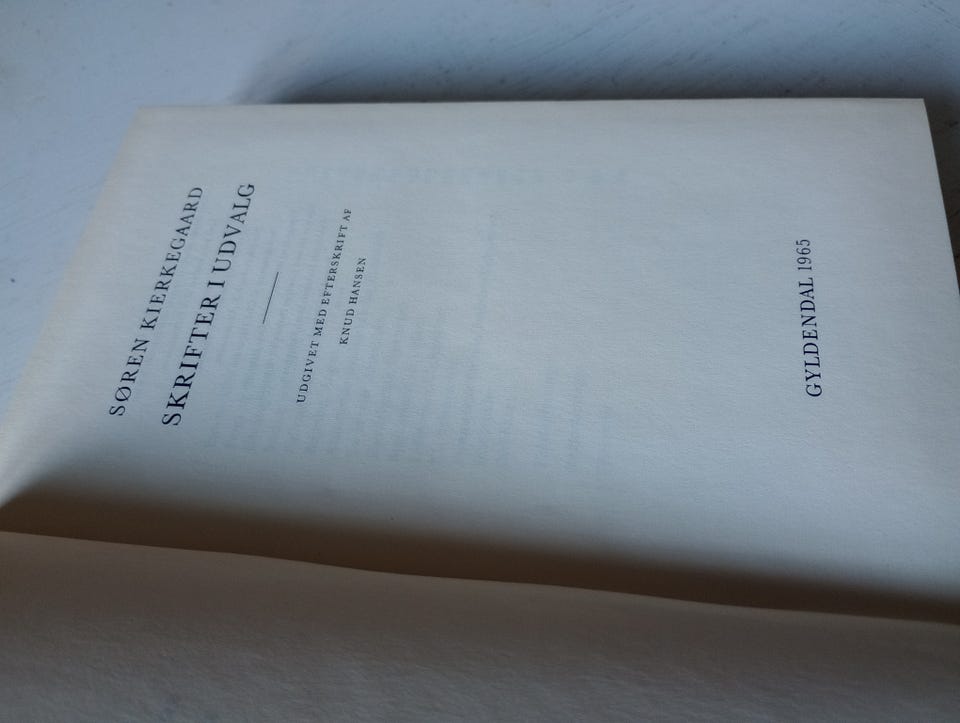 SØREN KIERKEGAARD
SKRIFTER I UDVALG
UDGIVET MED EFTERSKRIFT AF
KNUD HANSEN
GYLDENDAL 1965